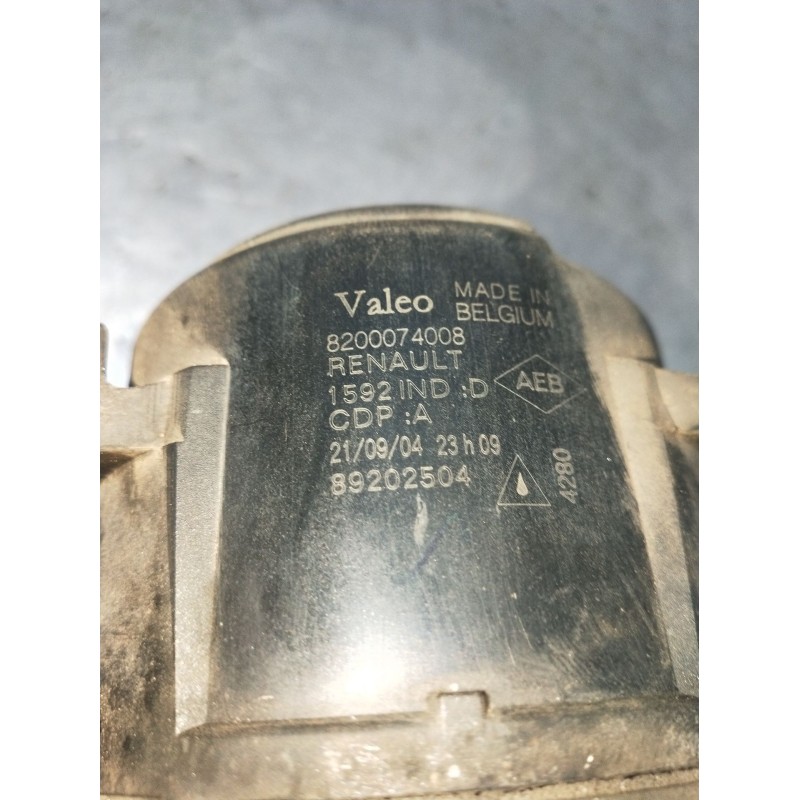 Valeo MADE IN
BELGIUM
8200074008
RENAULT
1592 IND :D
AEB
CDP :A
21/09/04 23 h 09
89202504
4280